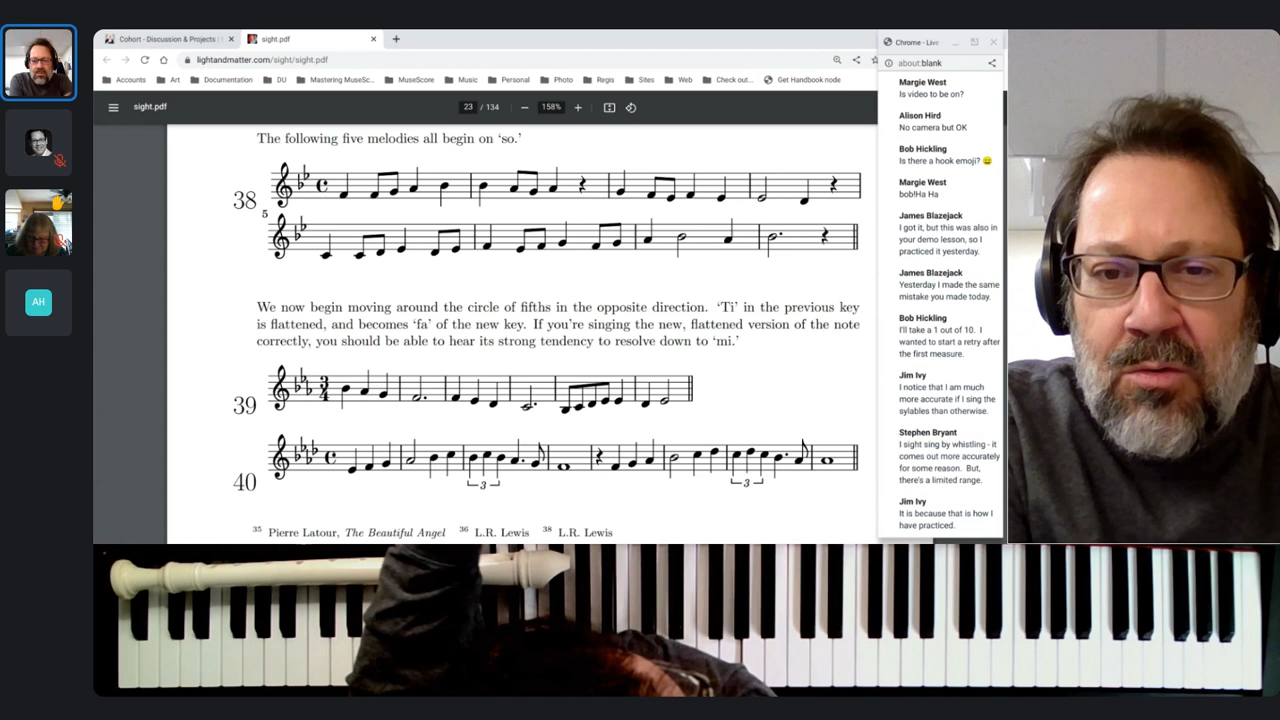 Cohort - Discussion & Projects |
sight.pdf
lightandmatter.com/sight/sight.pdf
Accounts Art Documentation DU Mastering MuseSc... MuseScore Music Personal Photo Regis Sites Web Check out... Get Handbook node
sight.pdf 23 / 134 − 158% +
The following five melodies all begin on ‘so.’
38
5
We now begin moving around the circle of fifths in the opposite direction. ‘Ti’ in the previous key
is flattened, and becomes ‘fa’ of the new key. If you’re singing the new, flattened version of the note
correctly, you should be able to hear its strong tendency to resolve down to ‘mi.’
39
3
4
40
3
3
35 Pierre Latour, The Beautiful Angel 36 L.R. Lewis 38 L.R. Lewis
Chrome - Live
about:blank
Margie West
Is video to be on?
Alison Hird
No camera but OK
Bob Hickling
Is there a hook emoji? 😄
Margie West
bob!Ha Ha
James Blazejack
I got it, but this was also in
your demo lesson, so I
practiced it yesterday.
James Blazejack
Yesterday I made the same
mistake you made today.
Bob Hickling
I'll take a 1 out of 10. I
wanted to start a retry after
the first measure.
Jim Ivy
I notice that I am much
more accurate if I sing the
sylables than otherwise.
Stephen Bryant
I sight sing by whistling - it
comes out more accurately
for some reason. But,
there's a limited range.
Jim Ivy
It is because that is how I
have practiced.
AH